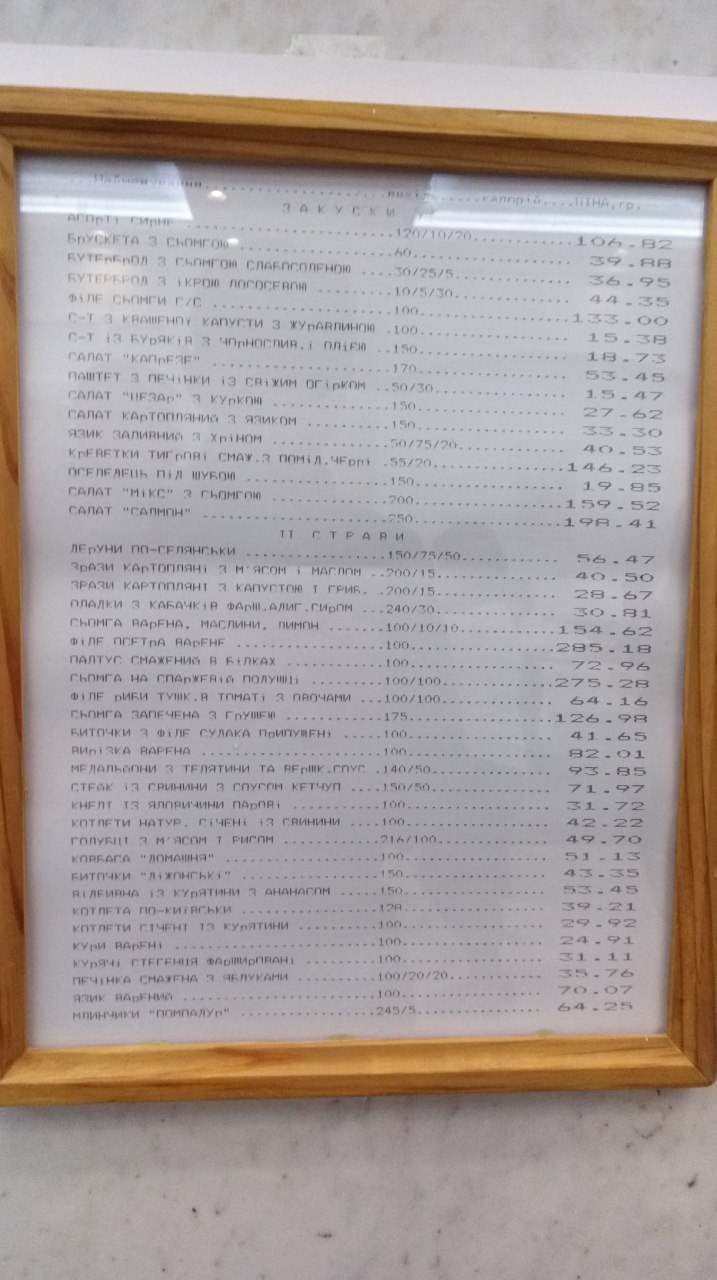 ...Найменування....................вихід.......калорій....ЦІНА,гр.
З А К У С К И
АСОРТІ СИРНЕ ....................120/10/20............106.82
БРУСКЕТА З СЬОМГОЮ ..............60................... 39.88
БУТЕРБРОД З СЬОМГОЮ СЛАБОСОЛЕНОЮ ....30/25/5............ 36.95
БУТЕРБРОД З ІКРОЮ ЛОСОСЕВОЮ .........10/5/30............ 44.35
ФІЛЕ СЬОМГИ С/С .................100..................133.00
С-Т З КВАШЕНОЇ КАПУСТИ З ЖУРАВЛИНОЮ .100................ 15.38
С-Т ІЗ БУРЯКІВ З ЧОРНОСЛИВ.І ОЛІЄЮ ..150................ 18.73
САЛАТ "КАПРЕЗЕ" .................170.................. 53.45
ПАШТЕТ З ПЕЧІНКИ ІЗ СВІЖИМ ОГІРКОМ ..50/30.............. 15.47
САЛАТ "ЦЕЗАР" З КУРКОЮ ..............150................ 27.62
САЛАТ КАРТОПЛЯНИЙ З ЯЗИКОМ ..........150................ 33.30
ЯЗИК ЗАЛИВНИЙ З ХРІНОМ ..............50/75/20........... 40.53
КРЕВЕТКИ ТИГРОВІ СМАЖ.З ПОМІД.ЧЕРРІ .55/20..............146.23
ОСЕЛЕДЕЦЬ ПІД ШУБОЮ .................150................ 19.85
САЛАТ "МІКС" З СЬОМГОЮ ..............200................159.52
САЛАТ "САЛМОН" ......................250................198.41
II С Т Р А В И
ДЕРУНИ ПО-СЕЛЯНСЬКИ .................150/75/50.......... 56.47
ЗРАЗИ КАРТОПЛЯНІ З М'ЯСОМ І МАСЛОМ ..200/15............. 40.50
ЗРАЗИ КАРТОПЛЯНІ З КАПУСТОЮ І ГРИБ. .200/15............. 28.67
ОЛАДКИ З КАБАЧКІВ ФАРШ.АДИГ.СИРОМ ...240/30............. 30.81
СЬОМГА ВАРЕНА, МАСЛИНИ, ЛИМОН .......100/10/10..........154.62
ФІЛЕ ОСЕТРА ВАРЕНЕ ..................100................285.18
ПАЛТУС СМАЖЕНИЙ В БІЛКАХ ............100................ 72.96
СЬОМГА НА СПАРЖЕВІЙ ПОДУШЦІ .........100/100............275.28
ФІЛЕ РИБИ ТУШК.В ТОМАТІ З ОВОЧАМИ ...100/100............ 64.16
СЬОМГА ЗАПЕЧЕНА З ГРУШЕЮ ............175................126.98
БИТОЧКИ З ФІЛЕ СУДАКА ПРИПУЩЕНІ .....100................ 41.65
ВИРІЗКА ВАРЕНА ......................100................ 82.01
МЕДАЛЬЙОНИ З ТЕЛЯТИНИ ТА ВЕРШК.СОУС .140/50............. 93.85
СТЕЙК ІЗ СВИНИНИ З СОУСОМ КЕТЧУП ....150/50............. 71.97
КНЕЛІ ІЗ ЯЛОВИЧИНИ ПАРОВІ ...........100................ 31.72
КОТЛЕТИ НАТУР. СІЧЕНІ ІЗ СВИНИНИ ....100................ 42.22
ГОЛУБЦІ З М'ЯСОМ І РИСОМ ............216/100............ 49.70
КОВБАСА "ДОМАШНЯ" ...................100................ 51.13
БИТОЧКИ "ДІЖОНСЬКІ" .................150................ 43.35
ВІДБИВНА ІЗ КУРЯТИНИ З АНАНАСОМ .....150................ 53.45
КОТЛЕТА ПО-КИЇВСЬКИ .................128................ 39.21
КОТЛЕТИ СІЧЕНІ ІЗ КУРЯТИНИ ..........100................ 29.92
КУРИ ВАРЕНІ .........................100................ 24.91
КУРЯЧІ СТЕГЕНЦЯ ФАРШИРОВАНІ .........100................ 31.11
ПЕЧІНКА СМАЖЕНА З ЯБЛУКАМИ ..........100/20/20.......... 35.76
ЯЗИК ВАРЕНИЙ ........................100................ 70.07
МЛИНЧИКИ "ПОМПАДУР" .................245/5.............. 64.25